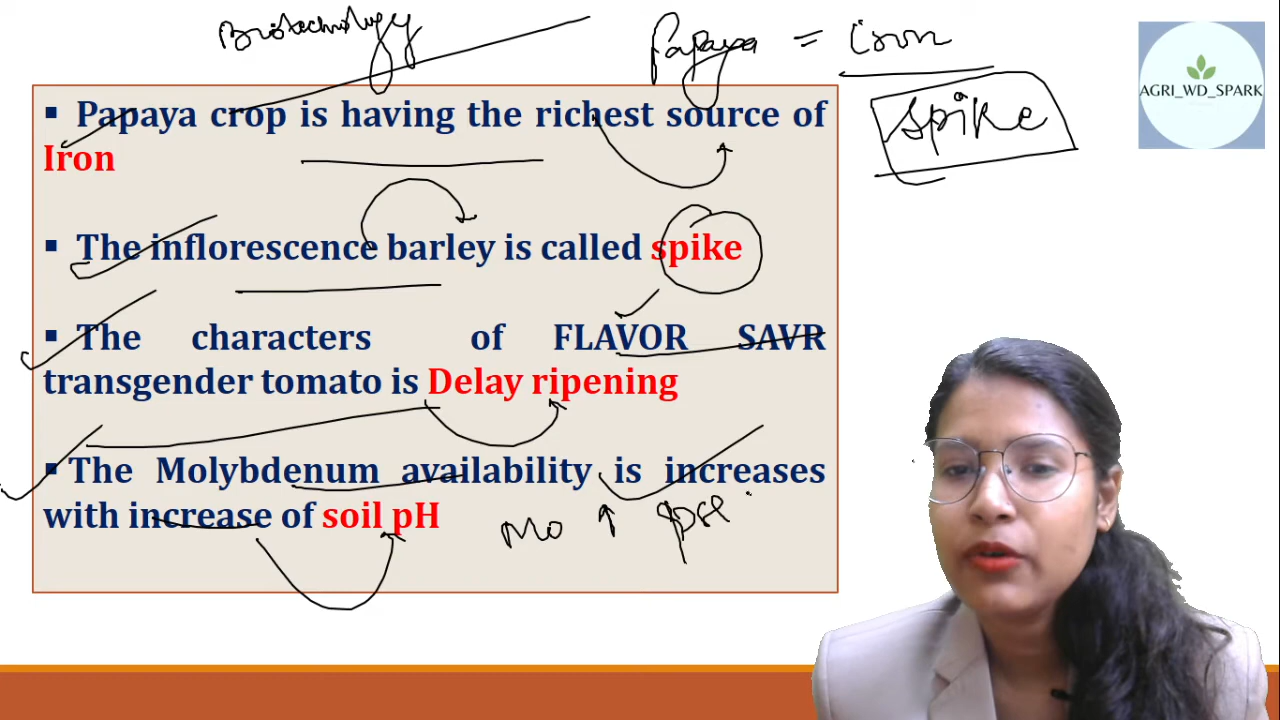 Biotechnology
Papaya = iron
spike
AGRI_WD_SPARK
▪ Papaya crop is having the richest source of
Iron
▪ The inflorescence barley is called spike
▪ The characters of FLAVOR SAVR
transgender tomato is Delay ripening
▪ The Molybdenum availability is increases
with increase of soil pH
Mo ↑